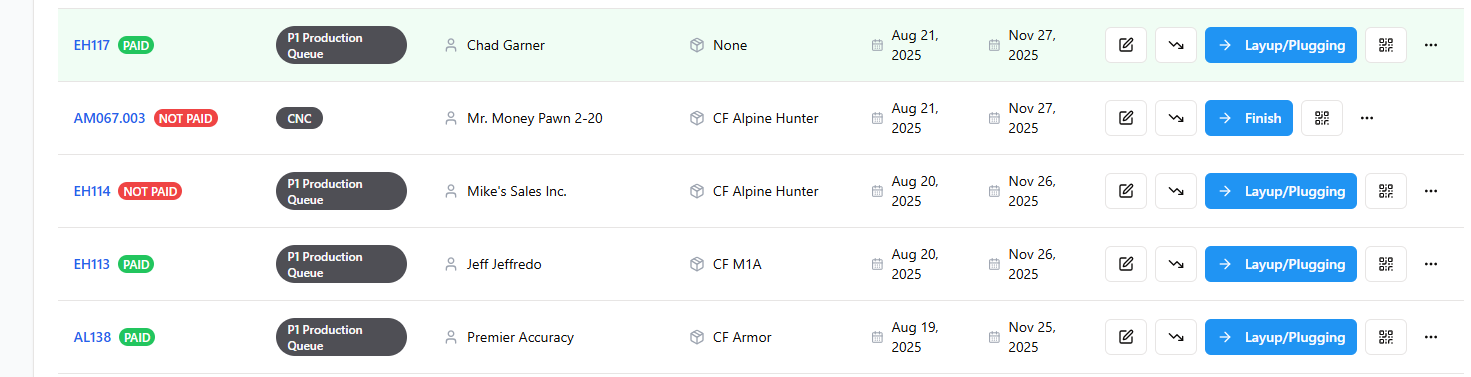 EH117 PAID P1 Production Queue Chad Garner None Aug 21, 2025 Nov 27, 2025 Layup/Plugging
AM067.003 NOT PAID CNC Mr. Money Pawn 2-20 CF Alpine Hunter Aug 21, 2025 Nov 27, 2025 Finish
EH114 NOT PAID P1 Production Queue Mike's Sales Inc. CF Alpine Hunter Aug 20, 2025 Nov 26, 2025 Layup/Plugging
EH113 PAID P1 Production Queue Jeff Jeffredo CF M1A Aug 20, 2025 Nov 26, 2025 Layup/Plugging
AL138 PAID P1 Production Queue Premier Accuracy CF Armor Aug 19, 2025 Nov 25, 2025 Layup/Plugging